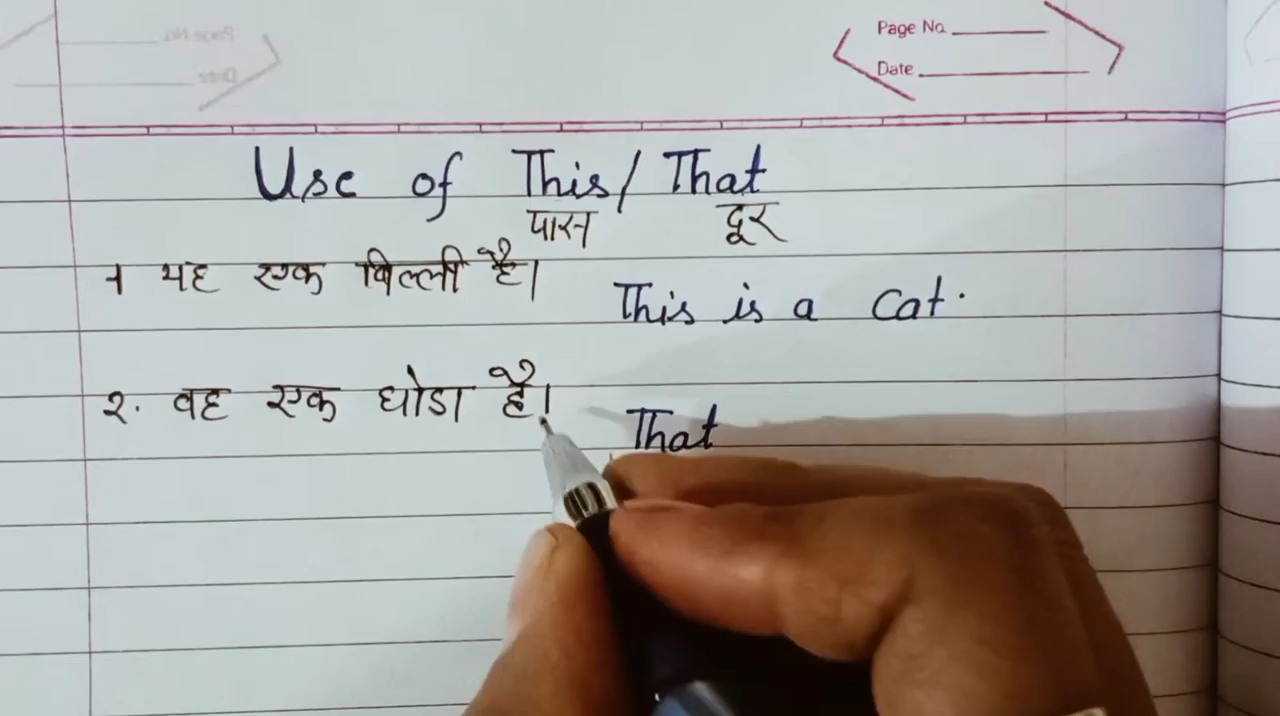 Page No.
Date
Use of This / That
पास दूर
१ यह एक बिल्ली है। This is a Cat.
२. वह एक घोडा है। That